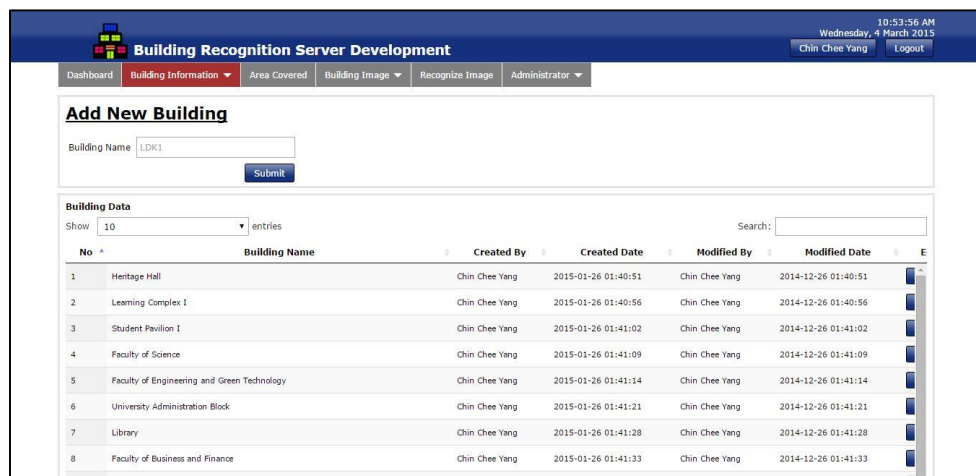 10:53:56 AM
Wednesday, 4 March 2015
Building Recognition Server Development
Chin Chee Yang Logout
Dashboard Building Information Area Covered Building Image Recognize Image Administrator
Add New Building
Building Name LDK1
Submit
Building Data
Show 10 entries Search:
No Building Name Created By Created Date Modified By Modified Date
1 Heritage Hall Chin Chee Yang 2015-01-26 01:40:51 Chin Chee Yang 2014-12-26 01:40:51
2 Learning Complex I Chin Chee Yang 2015-01-26 01:40:56 Chin Chee Yang 2014-12-26 01:40:56
3 Student Pavilion I Chin Chee Yang 2015-01-26 01:41:02 Chin Chee Yang 2014-12-26 01:41:02
4 Faculty of Science Chin Chee Yang 2015-01-26 01:41:09 Chin Chee Yang 2014-12-26 01:41:09
5 Faculty of Engineering and Green Technology Chin Chee Yang 2015-01-26 01:41:14 Chin Chee Yang 2014-12-26 01:41:14
6 University Administration Block Chin Chee Yang 2015-01-26 01:41:21 Chin Chee Yang 2014-12-26 01:41:21
7 Library Chin Chee Yang 2015-01-26 01:41:28 Chin Chee Yang 2014-12-26 01:41:28
8 Faculty of Business and Finance Chin Chee Yang 2015-01-26 01:41:33 Chin Chee Yang 2014-12-26 01:41:33